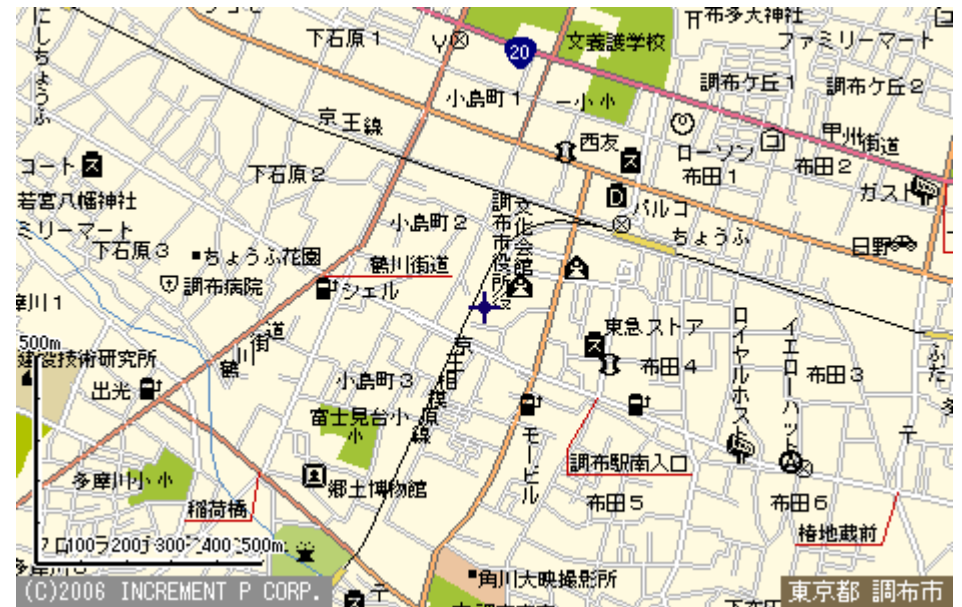 にしちょうふ
下石原1
20
文
義護学校
布多天神社
ファミリーマート
調布ケ丘1
調布ケ丘2
小島町1
一小
小
京王線
西友
ローソン
布田1
布田2
甲州街道
コート
若宮八幡神社
ミリーマート
下石原2
下石原3
ちょうふ花園
調布病院
小島町2
鶴川街道
シェル
文化会館
調布市役所
パルコ
ちょうふ
ガスト
日野
摩川1
500m
建設技術研究所
出光
鶴川街道
小島町3
富士見台小
小
京王相模原線
東急ストア
布田4
ロイヤルホスト
イエローハット
布田3
ふだ
モービル
調布駅南入口
郷土博物館
多摩川小
小
稲荷橋
布田5
布田6
椿地蔵前
100
200
300
400
500m
角川大映撮影所
(C)2006 INCREMENT P CORP.
東京都 調布市